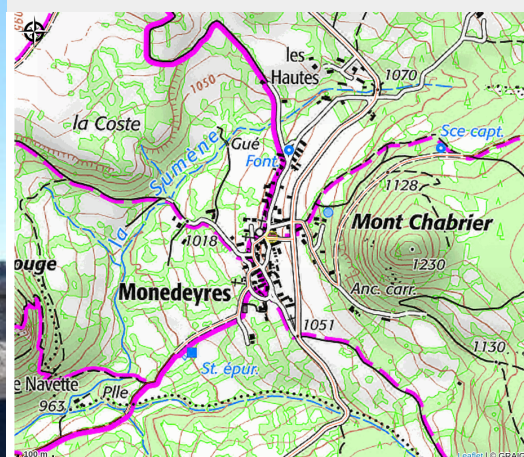 1050
les
Hautes
1070
la Coste
Gué
Font.
Sce capt.
la Sumène
1128
Mont Chabrier
1018
1230
ouge
Monedeyres
Anc. carr.
1051
St. épur.
1130
e Navette
Plle
963
100 m
Leaflet | © GRAIG